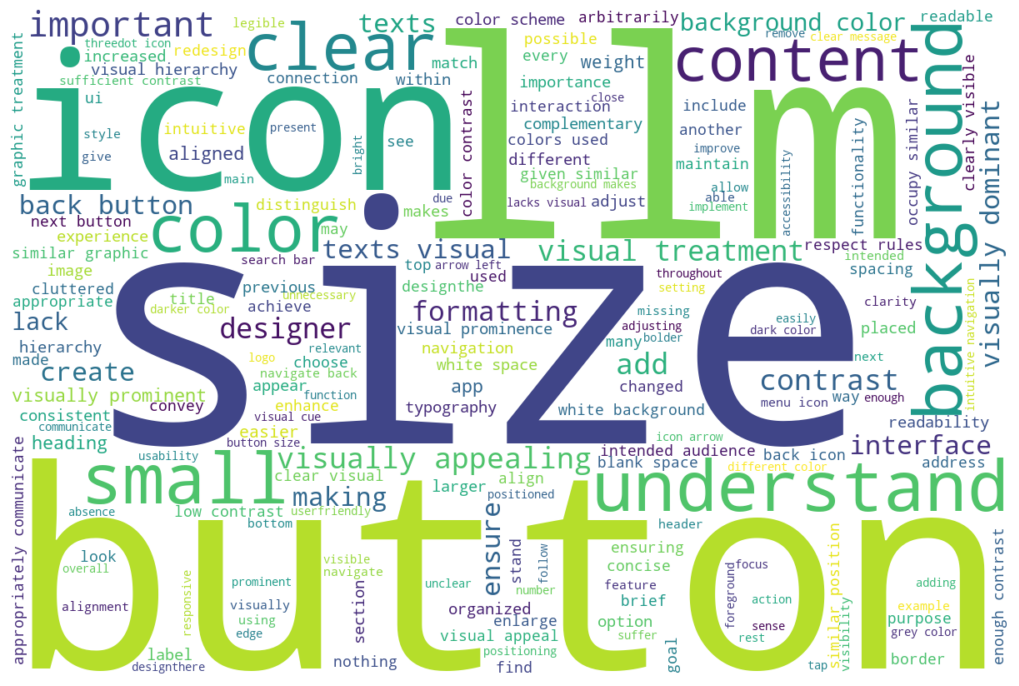 important
texts
color scheme
arbitrarily
background color
readable
threedot icon
legible
increased
redesign
clear
possible
remove
clear message
visual hierarchy
connection
match
every
weight
content
sufficient contrast
within
importance
include
graphic treatment
ui
icon
llm
interaction
close
another
background
style
intuitive
present
see
complementary
improve
give
aligned
bright
color contrast
colors used
maintain
different
functionality
occupy similar
clearly visible
main
given similar
background makes
allow
able
accessibility
back button
distinguish
due
lacks visual
adjust
implement
visually dominant
next button
color
may
makes
experience
texts visual
visual treatment
respect rules
similar graphic
search bar
top
arrow left
throughout
intended
image
used
setting
spacing
cluttered
previous
unnecessary
designthe
appropriate
title
darker color
achieve
size
formatting
missing
easily
clarity
lack
designer
visual prominence
adjusting
dark color
placed
hierarchy
logo
relevant
navigation
many
bolder
made
choose
navigate back
white space
add
next
intuitive navigation
create
appear
function
app
changed
contrast
visually prominent
enhance
menu icon
way
enough
convey
visual cue
typography
white background
consistent
communicate
easier
readability
heading
button size
icon arrow
interface
usability
visually appealing
intended audience
back icon
address
blank space
different color
appropriately communicate
small
clear visual
larger
align
understand
making
positioned
low contrast
userfriendly
absence
bottom
ensure
header
button
look
visible
navigate
stand
follow
ensuring
similar position
enough contrast
overall
concise
focus
responsive
prominent
unclear
number
feature
foreground
action
adding
alignment
visually
section
organized
enlarge
brief
sense
example
using
visual appeal
option
suffer
purpose
edge
positioning
goal
rest
visibility
grey color
label
designthere
nothing
find
tap
border